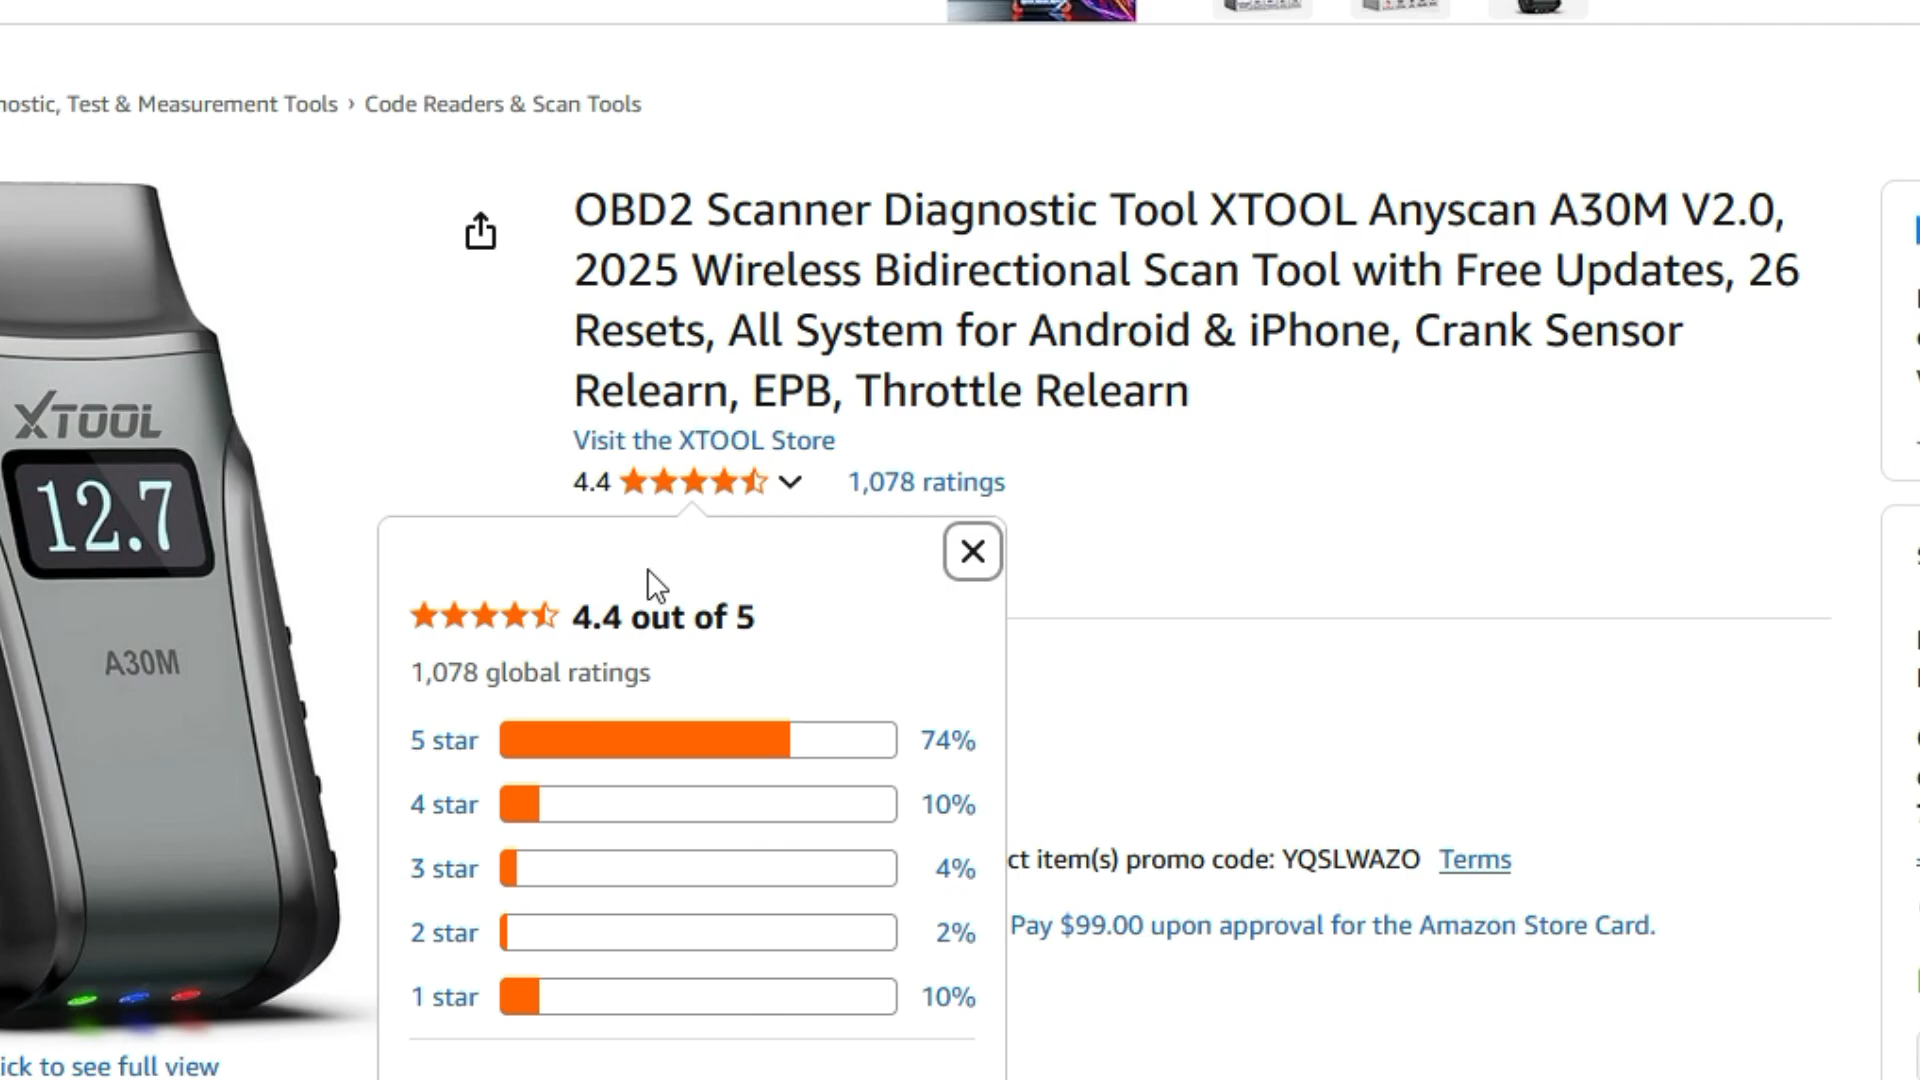 nostic, Test & Measurement Tools › Code Readers & Scan Tools
OBD2 Scanner Diagnostic Tool XTOOL Anyscan A30M V2.0,
2025 Wireless Bidirectional Scan Tool with Free Updates, 26
Resets, All System for Android & iPhone, Crank Sensor
Relearn, EPB, Throttle Relearn
Visit the XTOOL Store
4.4 1,078 ratings
XTOOL
12.7
A30M
4.4 out of 5
1,078 global ratings
5 star 74%
4 star 10%
3 star 4%
2 star 2%
1 star 10%
ct item(s) promo code: YQSLWAZO Terms
Pay $99.00 upon approval for the Amazon Store Card.
ick to see full view